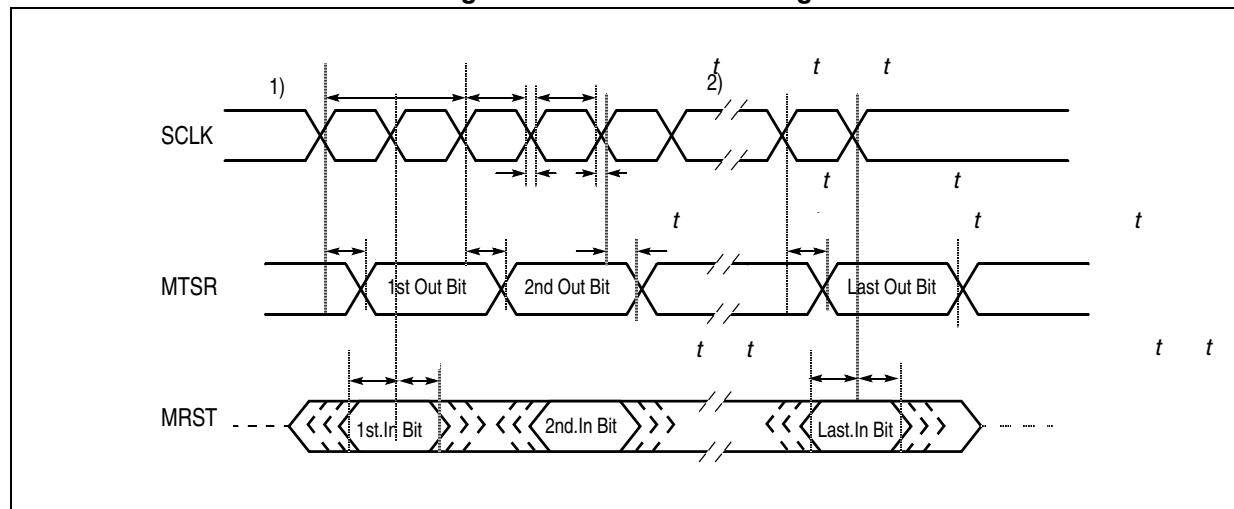 t t t
1) 2)
SCLK
t t
t t t
MTSR 1st Out Bit 2nd Out Bit Last Out Bit
t t t t
MRST 1st.In Bit 2nd.In Bit Last.In Bit